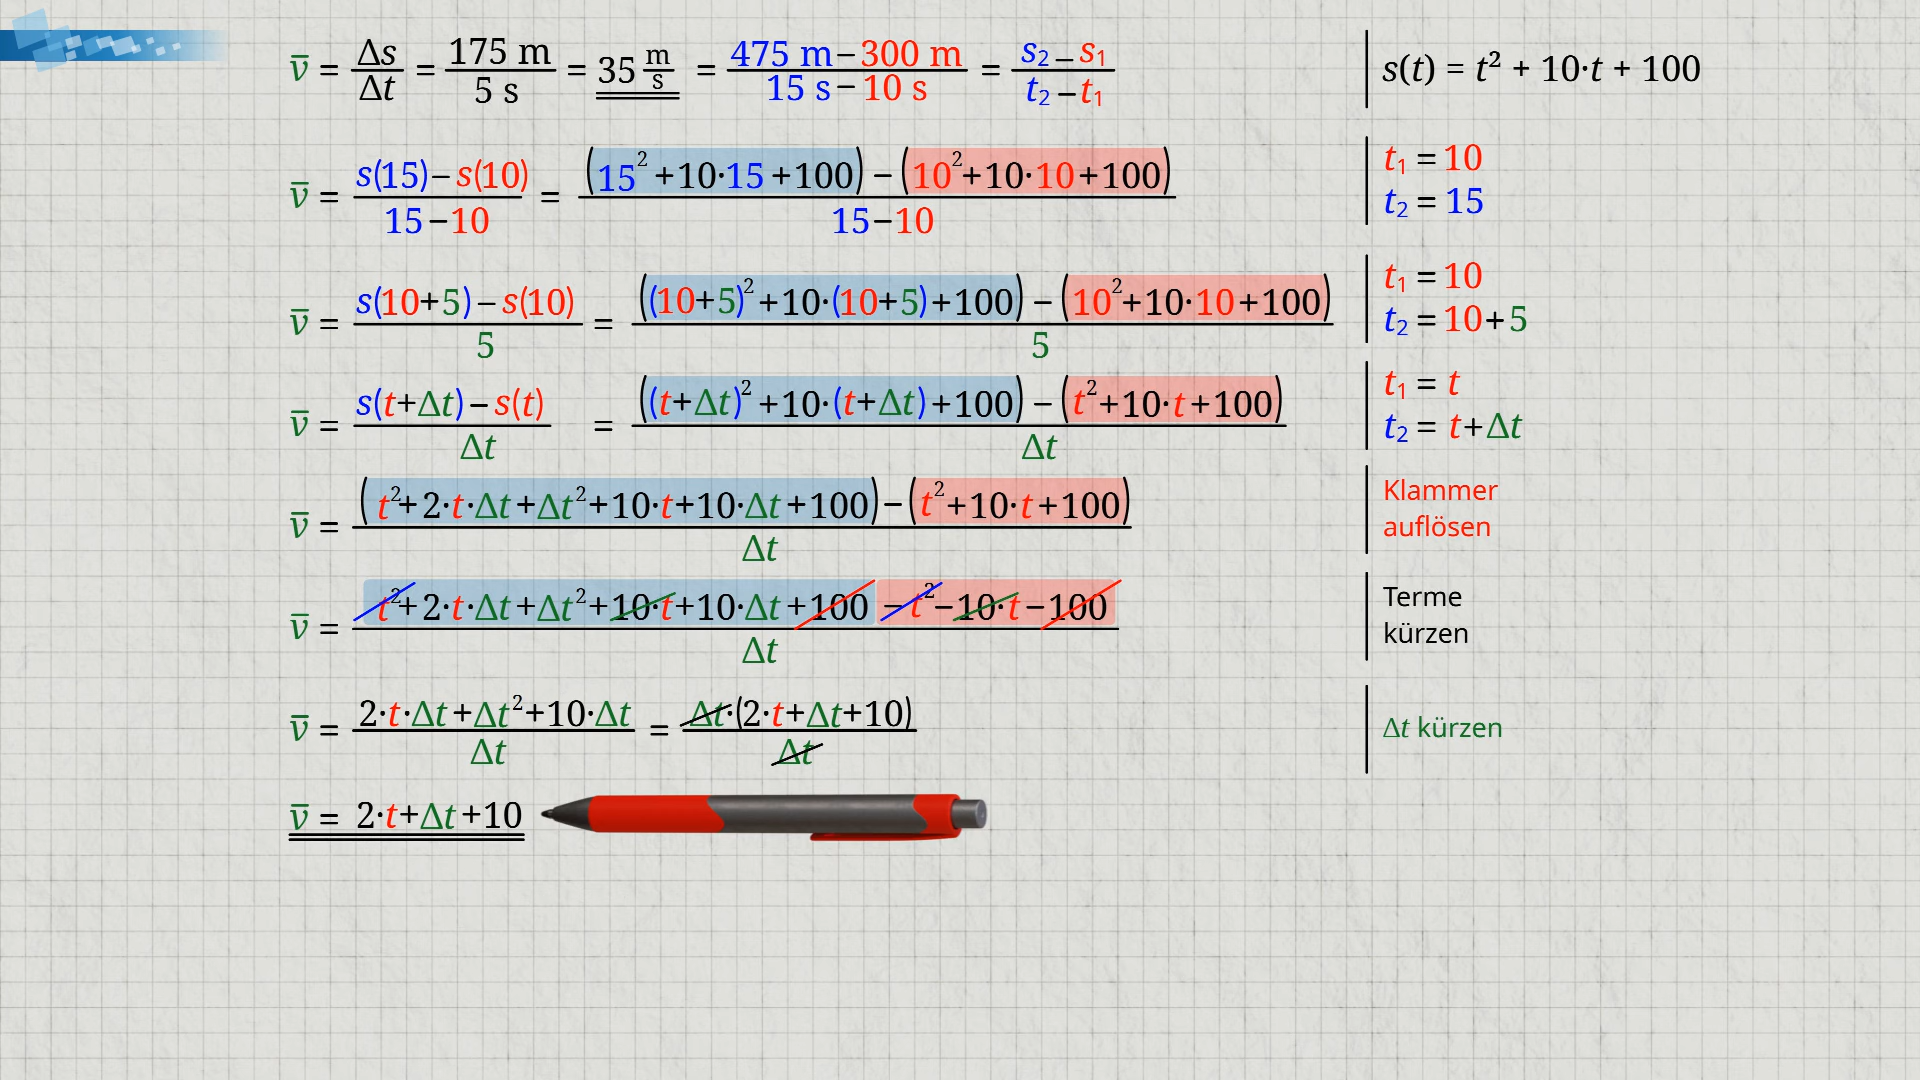 v̅ = Δs/Δt = 175 m/5 s = 35 m/s = (475 m – 300 m)/(15 s – 10 s) = (s₂ – s₁)/(t₂ – t₁) | s(t) = t² + 10·t + 100
v̅ = (s(15) – s(10))/(15 – 10) = ((15² + 10·15 + 100) – (10² + 10·10 + 100))/(15 – 10) | t₁ = 10
t₂ = 15
v̅ = (s(10+5) – s(10))/5 = (((10+5)² + 10·(10+5) + 100) – (10² + 10·10 + 100))/5 | t₁ = 10
t₂ = 10+5
v̅ = (s(t+Δt) – s(t))/Δt = (((t+Δt)² + 10·(t+Δt) + 100) – (t² + 10·t + 100))/Δt | t₁ = t
t₂ = t+Δt
v̅ = ((t² + 2·t·Δt + Δt² + 10·t + 10·Δt + 100) – (t² + 10·t + 100))/Δt | Klammer
auflösen
v̅ = (t² + 2·t·Δt + Δt² + 10·t + 10·Δt + 100 – t² – 10·t – 100)/Δt | Terme
kürzen
v̅ = (2·t·Δt + Δt² + 10·Δt)/Δt = Δt·(2·t+Δt+10)/Δt | Δt kürzen
v̅ = 2·t+Δt+10